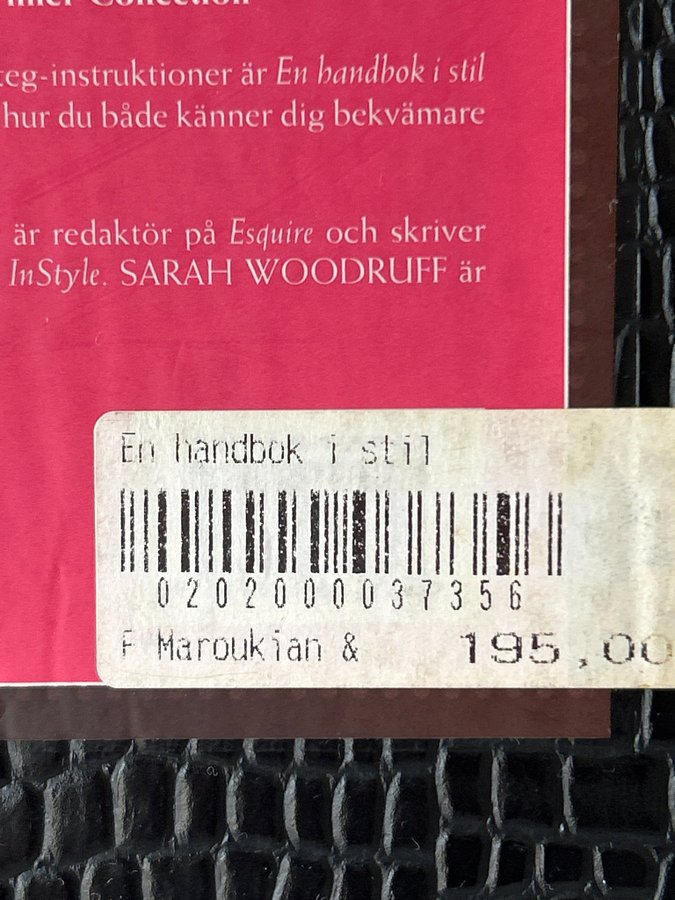 Collection
teg-instruktioner är En handbok i stil
hur du både känner dig bekvämare
är redaktör på Esquire och skriver
InStyle. SARAH WOODRUFF är
En handbok i stil
0202000037356
F Maroukian & 195,00